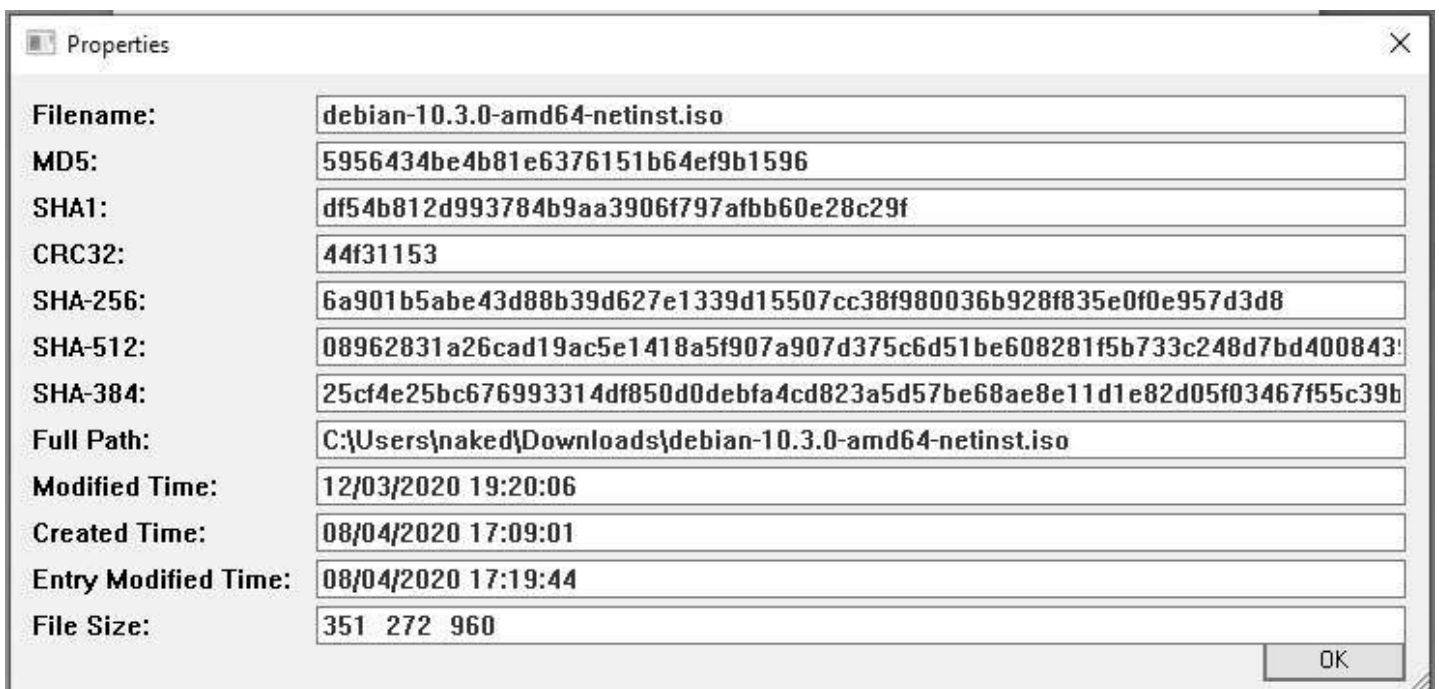 Properties
Filename: debian-10.3.0-amd64-netinst.iso
MD5: 5956434be4b81e6376151b64ef9b1596
SHA1: df54b812d993784b9aa3906f797afbb60e28c29f
CRC32: 44f31153
SHA-256: 6a901b5abe43d88b39d627e1339d15507cc38f980036b928f835e0f0e957d3d8
SHA-512: 08962831a26cad19ac5e1418a5f907a907d375c6d51be608281f5b733c248d7bd400843
SHA-384: 25cf4e25bc676993314df850d0debfa4cd823a5d57be68ae8e11d1e82d05f03467f55c39b
Full Path: C:\Users\naked\Downloads\debian-10.3.0-amd64-netinst.iso
Modified Time: 12/03/2020 19:20:06
Created Time: 08/04/2020 17:09:01
Entry Modified Time: 08/04/2020 17:19:44
File Size: 351 272 960
OK